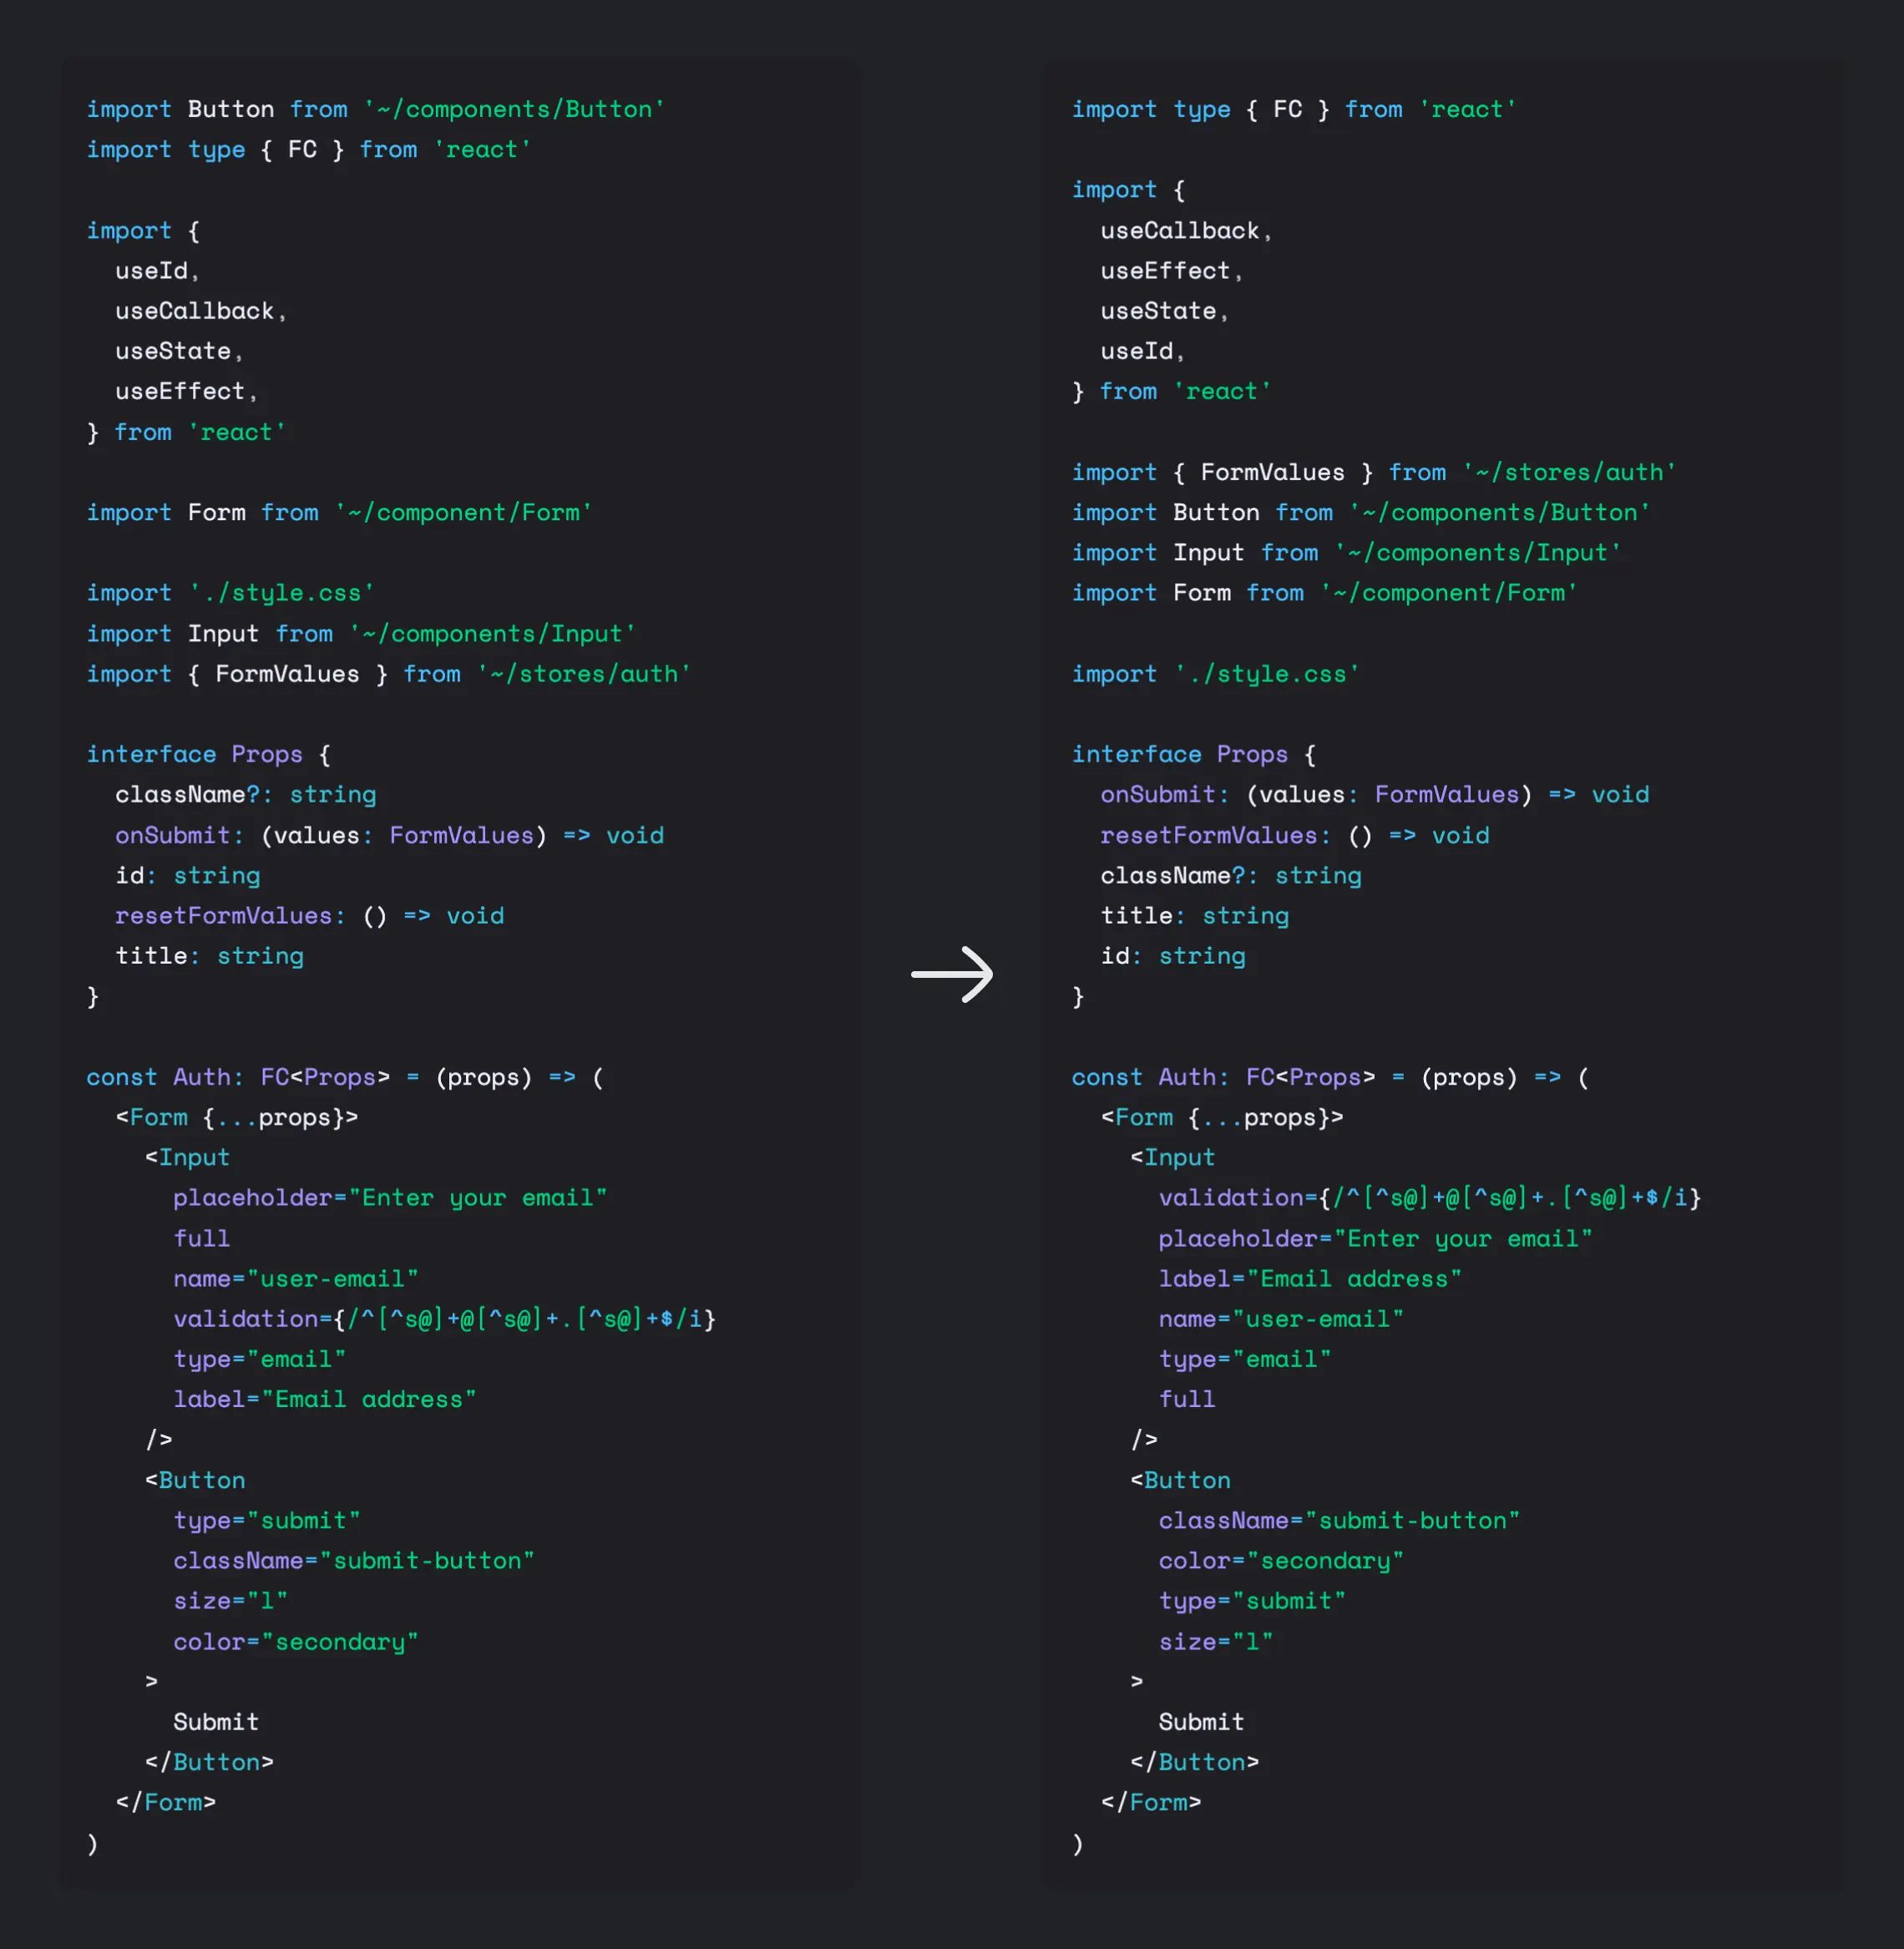 import Button from '~/components/Button'
import type { FC } from 'react'
import {
useId,
useCallback,
useState,
useEffect,
} from 'react'
import Form from '~/component/Form'
import './style.css'
import Input from '~/components/Input'
import { FormValues } from '~/stores/auth'
interface Props {
className?: string
onSubmit: (values: FormValues) => void
id: string
resetFormValues: () => void
title: string
}
const Auth: FC<Props> = (props) => (
<Form {...props}>
<Input
placeholder="Enter your email"
full
name="user-email"
validation={/^[^s@]+@[^s@]+.[^s@]+$/i}
type="email"
label="Email address"
/>
<Button
type="submit"
className="submit-button"
size="l"
color="secondary"
>
Submit
</Button>
</Form>
)
import type { FC } from 'react'
import {
useCallback,
useEffect,
useState,
useId,
} from 'react'
import { FormValues } from '~/stores/auth'
import Button from '~/components/Button'
import Input from '~/components/Input'
import Form from '~/component/Form'
import './style.css'
interface Props {
onSubmit: (values: FormValues) => void
resetFormValues: () => void
className?: string
title: string
id: string
}
const Auth: FC<Props> = (props) => (
<Form {...props}>
<Input
validation={/^[^s@]+@[^s@]+.[^s@]+$/i}
placeholder="Enter your email"
label="Email address"
name="user-email"
type="email"
full
/>
<Button
className="submit-button"
color="secondary"
type="submit"
size="l"
>
Submit
</Button>
</Form>
)